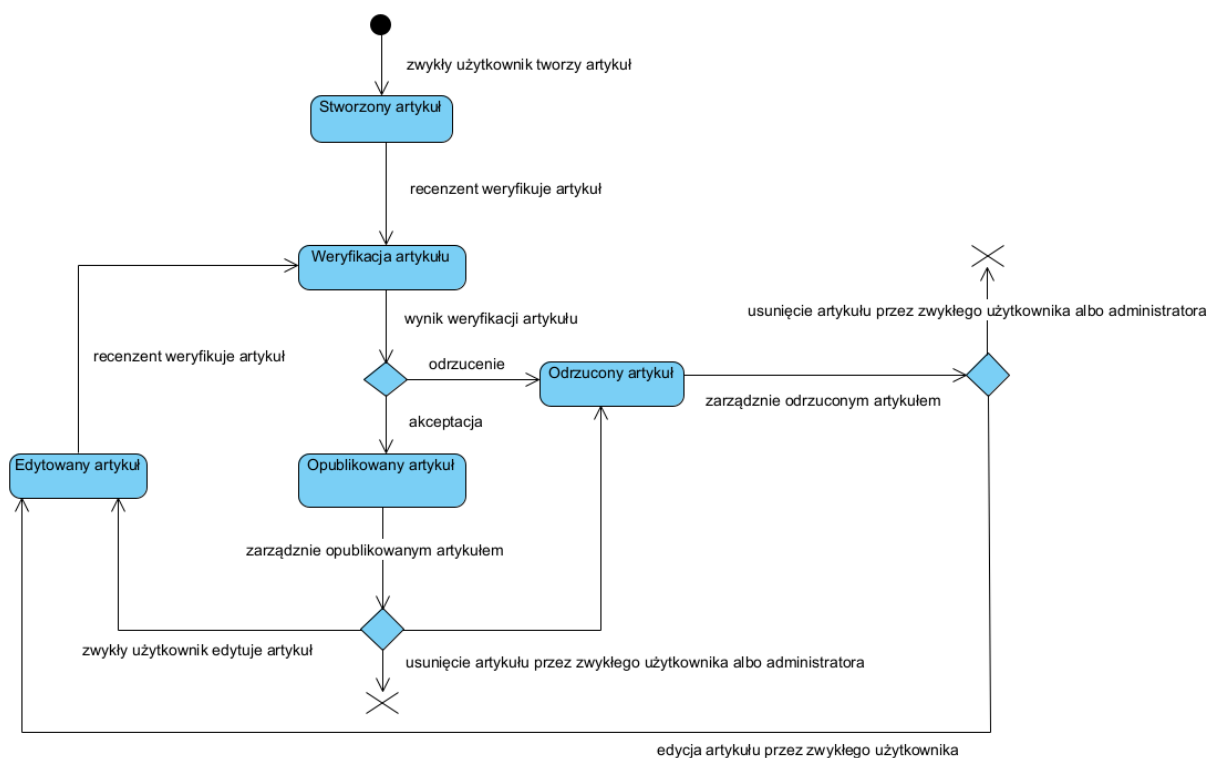 zwykły użytkownik tworzy artykuł
Stworzony artykuł
recenzent weryfikuje artykuł
Weryfikacja artykułu
wynik weryfikacji artykułu
usunięcie artykułu przez zwykłego użytkownika albo administratora
recenzent weryfikuje artykuł
odrzucenie
Odrzucony artykuł
zarządznie odrzuconym artykułem
akceptacja
Edytowany artykuł
Opublikowany artykuł
zarządznie opublikowanym artykułem
zwykły użytkownik edytuje artykuł
usunięcie artykułu przez zwykłego użytkownika albo administratora
edycja artykułu przez zwykłego użytkownika